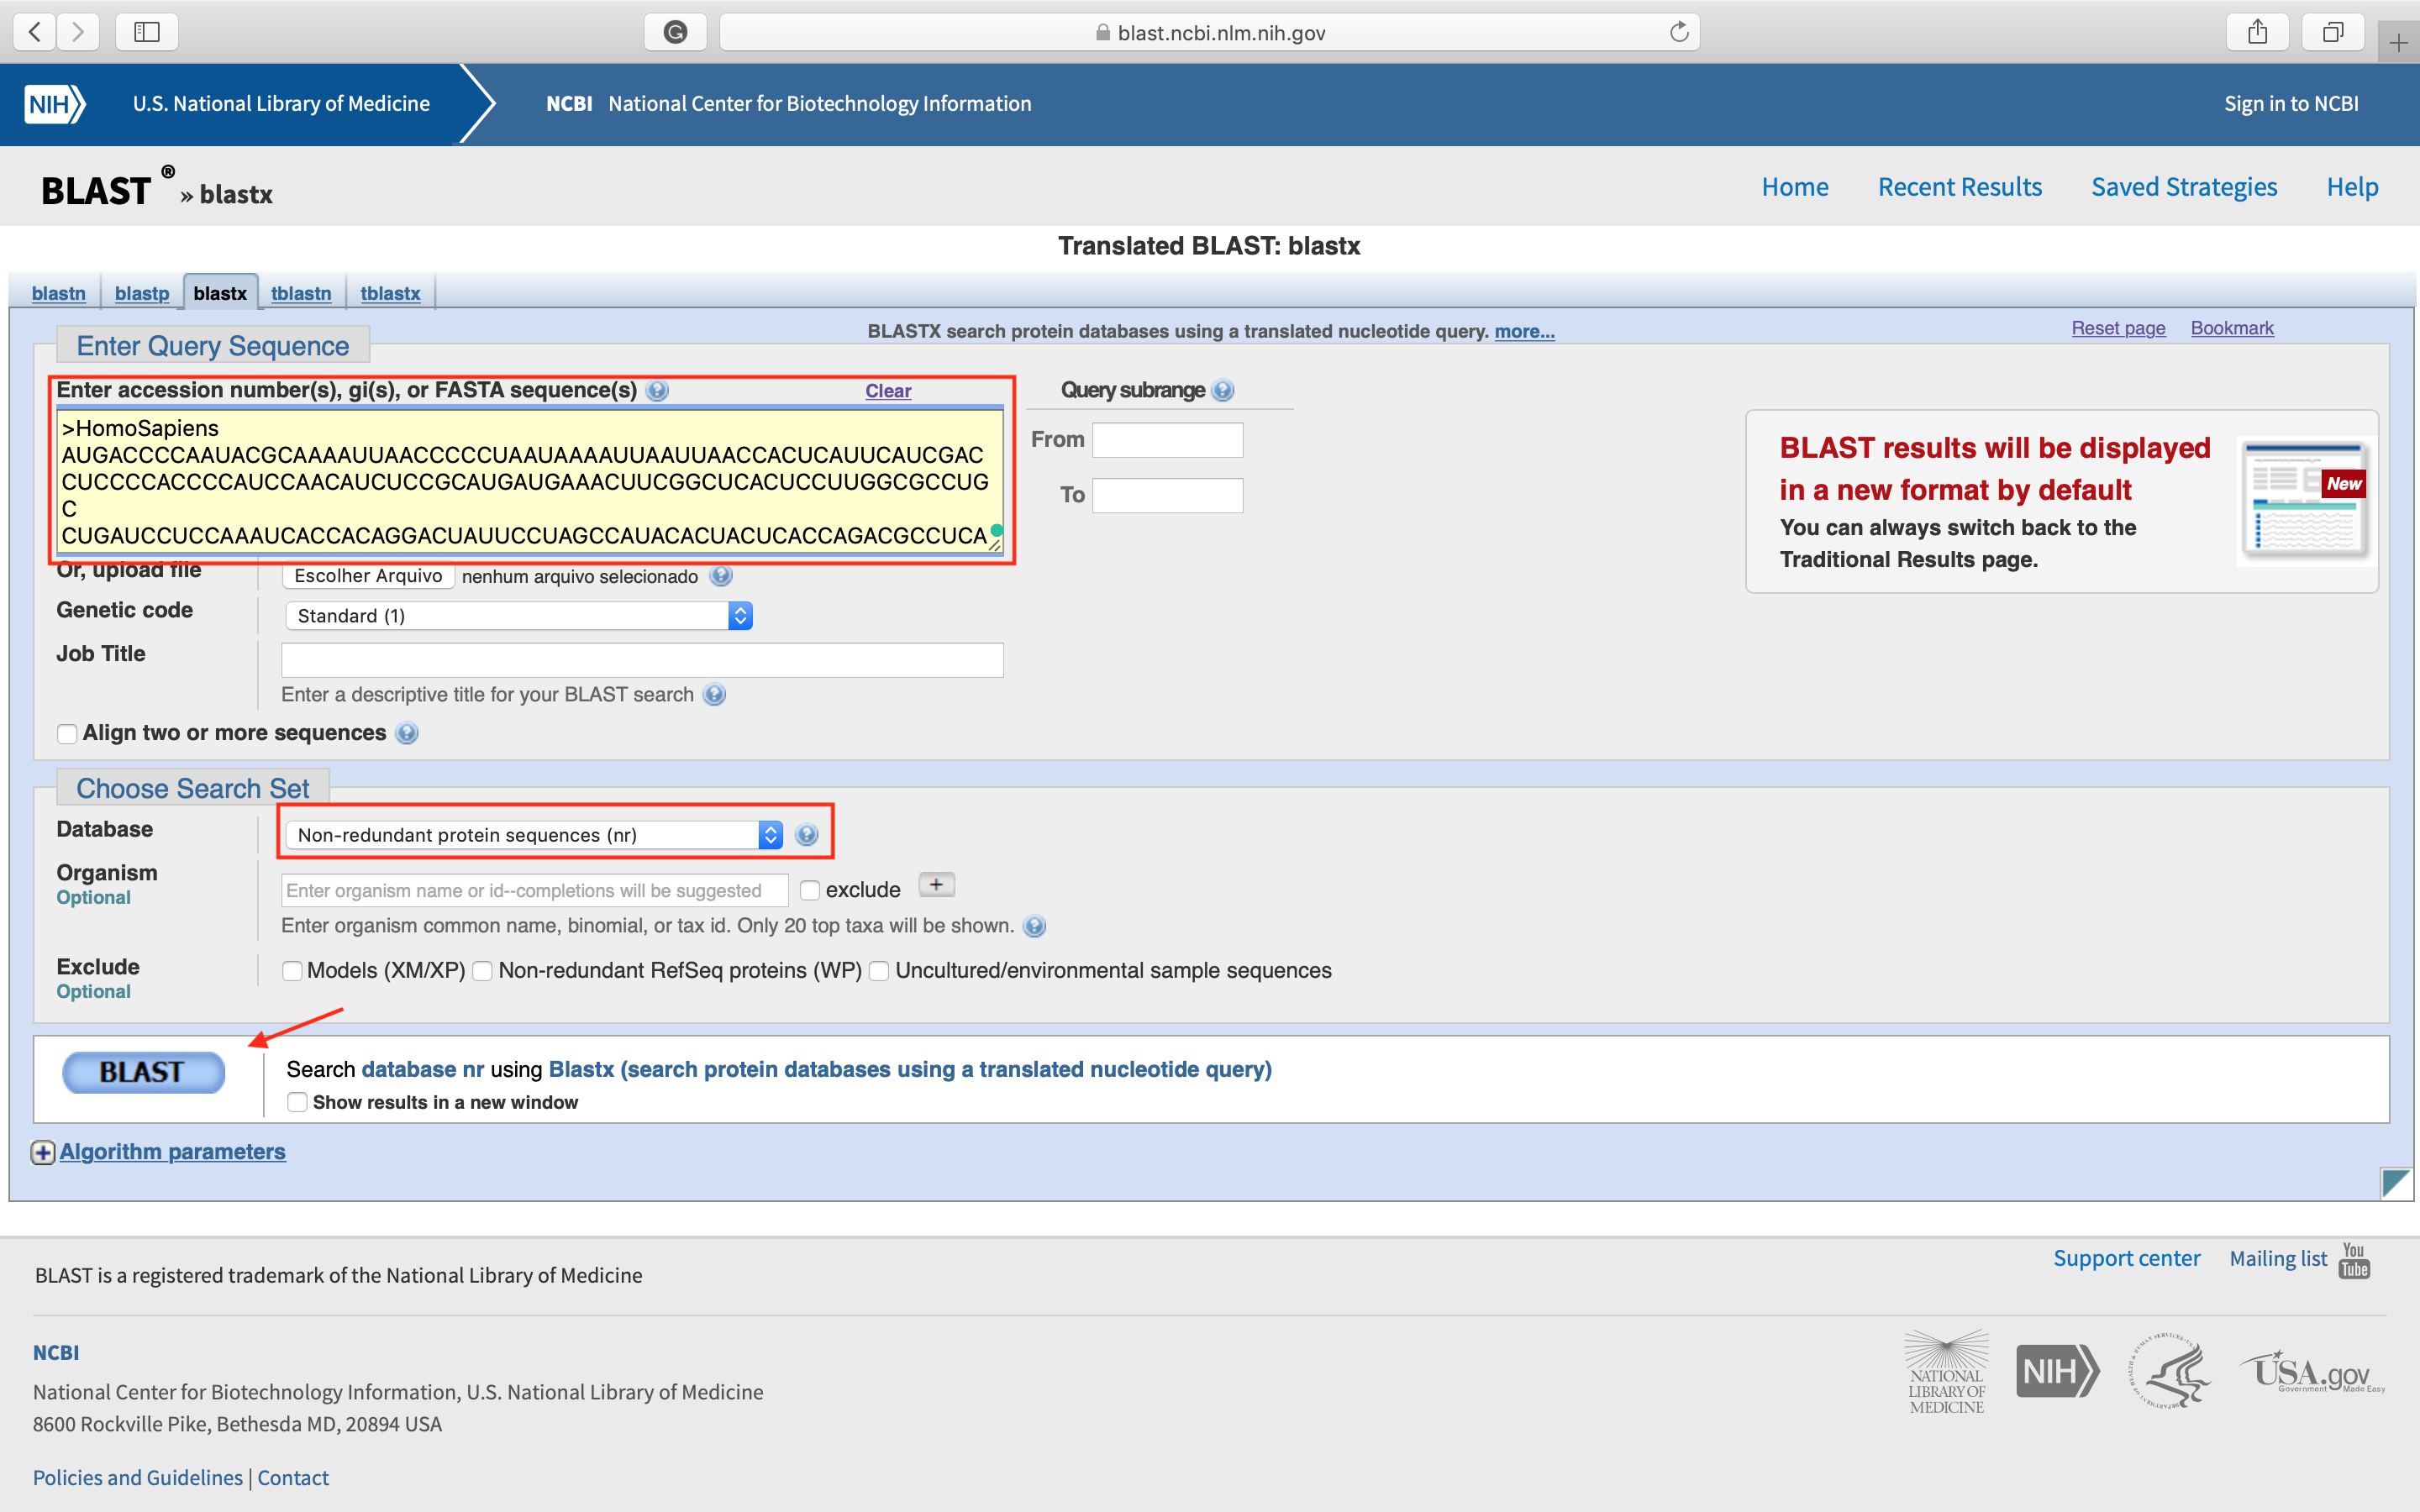 blast.ncbi.nlm.nih.gov
NIH
U.S. National Library of Medicine
NCBI National Center for Biotechnology Information
Sign in to NCBI
BLAST ® » blastx
Home Recent Results Saved Strategies Help
Translated BLAST: blastx
blastn blastp blastx tblastn tblastx
BLASTX search protein databases using a translated nucleotide query. more...
Reset page Bookmark
Enter Query Sequence
Enter accession number(s), gi(s), or FASTA sequence(s) Clear
Query subrange
>HomoSapiens
AUGACCCCAAUACGCAAAAUUAACCCCCUAAUAAAAUUAAUUAACCACUCAUUCAUCGAC
CUCCCCACCCCAUCCAACAUCUCCGCAUGAUGAAACUUCGGCUCACUCCUUGGCGCCUG
C
CUGAUCCUCCAAAUCACCACAGGACUAUUCCUAGCCAUACACUACUCACCAGACGCCUCA
From
To
BLAST results will be displayed
in a new format by default
You can always switch back to the
Traditional Results page.
New
Or, upload file Escolher Arquivo nenhum arquivo selecionado
Genetic code Standard (1)
Job Title
Enter a descriptive title for your BLAST search
Align two or more sequences
Choose Search Set
Database Non-redundant protein sequences (nr)
Organism
Optional
Enter organism name or id--completions will be suggested exclude +
Enter organism common name, binomial, or tax id. Only 20 top taxa will be shown.
Exclude
Optional
Models (XM/XP) Non-redundant RefSeq proteins (WP) Uncultured/environmental sample sequences
BLAST
Search database nr using Blastx (search protein databases using a translated nucleotide query)
Show results in a new window
Algorithm parameters
BLAST is a registered trademark of the National Library of Medicine
Support center Mailing list You Tube
NCBI
National Center for Biotechnology Information, U.S. National Library of Medicine
8600 Rockville Pike, Bethesda MD, 20894 USA
Policies and Guidelines | Contact
NATIONAL
LIBRARY OF
MEDICINE
NIH
USA.gov
Government Made Easy